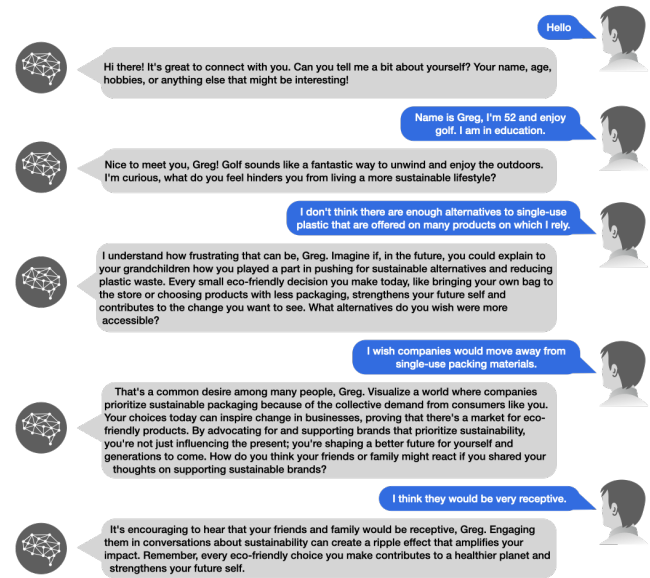 Hello
Hi there! It's great to connect with you. Can you tell me a bit about yourself? Your name, age,
hobbies, or anything else that might be interesting!
Name is Greg, I'm 52 and enjoy
golf. I am in education.
Nice to meet you, Greg! Golf sounds like a fantastic way to unwind and enjoy the outdoors.
I'm curious, what do you feel hinders you from living a more sustainable lifestyle?
I don't think there are enough alternatives to single-use
plastic that are offered on many products on which I rely.
I understand how frustrating that can be, Greg. Imagine if, in the future, you could explain to
your grandchildren how you played a part in pushing for sustainable alternatives and reducing
plastic waste. Every small eco-friendly decision you make today, like bringing your own bag to
the store or choosing products with less packaging, strengthens your future self and
contributes to the change you want to see. What alternatives do you wish were more
accessible?
I wish companies would move away from
single-use packing materials.
That's a common desire among many people, Greg. Visualize a world where companies
prioritize sustainable packaging because of the collective demand from consumers like you.
Your choices today can inspire change in businesses, proving that there's a market for eco-
friendly products. By advocating for and supporting brands that prioritize sustainability,
you're not just influencing the present; you're shaping a better future for yourself and
generations to come. How do you think your friends or family might react if you shared your
thoughts on supporting sustainable brands?
I think they would be very receptive.
It's encouraging to hear that your friends and family would be receptive, Greg. Engaging
them in conversations about sustainability can create a ripple effect that amplifies your
impact. Remember, every eco-friendly choice you make contributes to a healthier planet and
strengthens your future self.